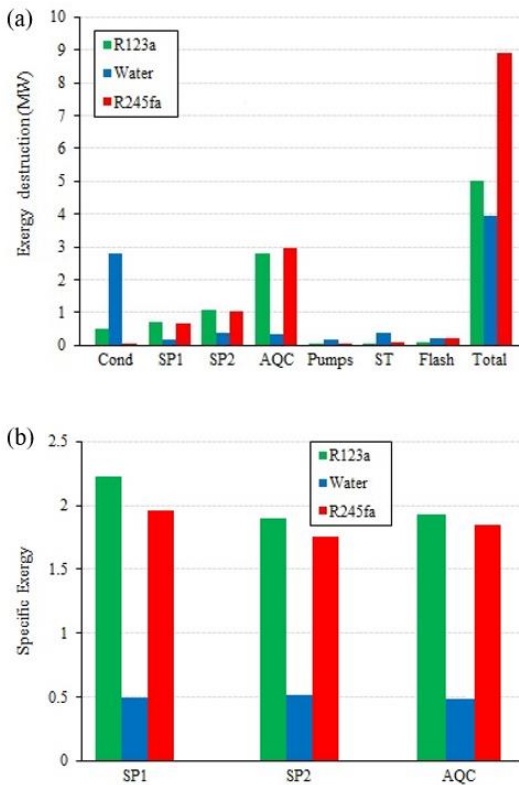 (a)
Exergy destruction (MW)
10
9
8
7
6
5
4
3
2
1
0
R123a
Water
R245fa
Cond SP1 SP2 AQC Pumps ST Flash Total
(b)
Specific Exergy
2.5
2
1.5
1
0.5
0
R123a
Water
R245fa
SP1 SP2 AQC